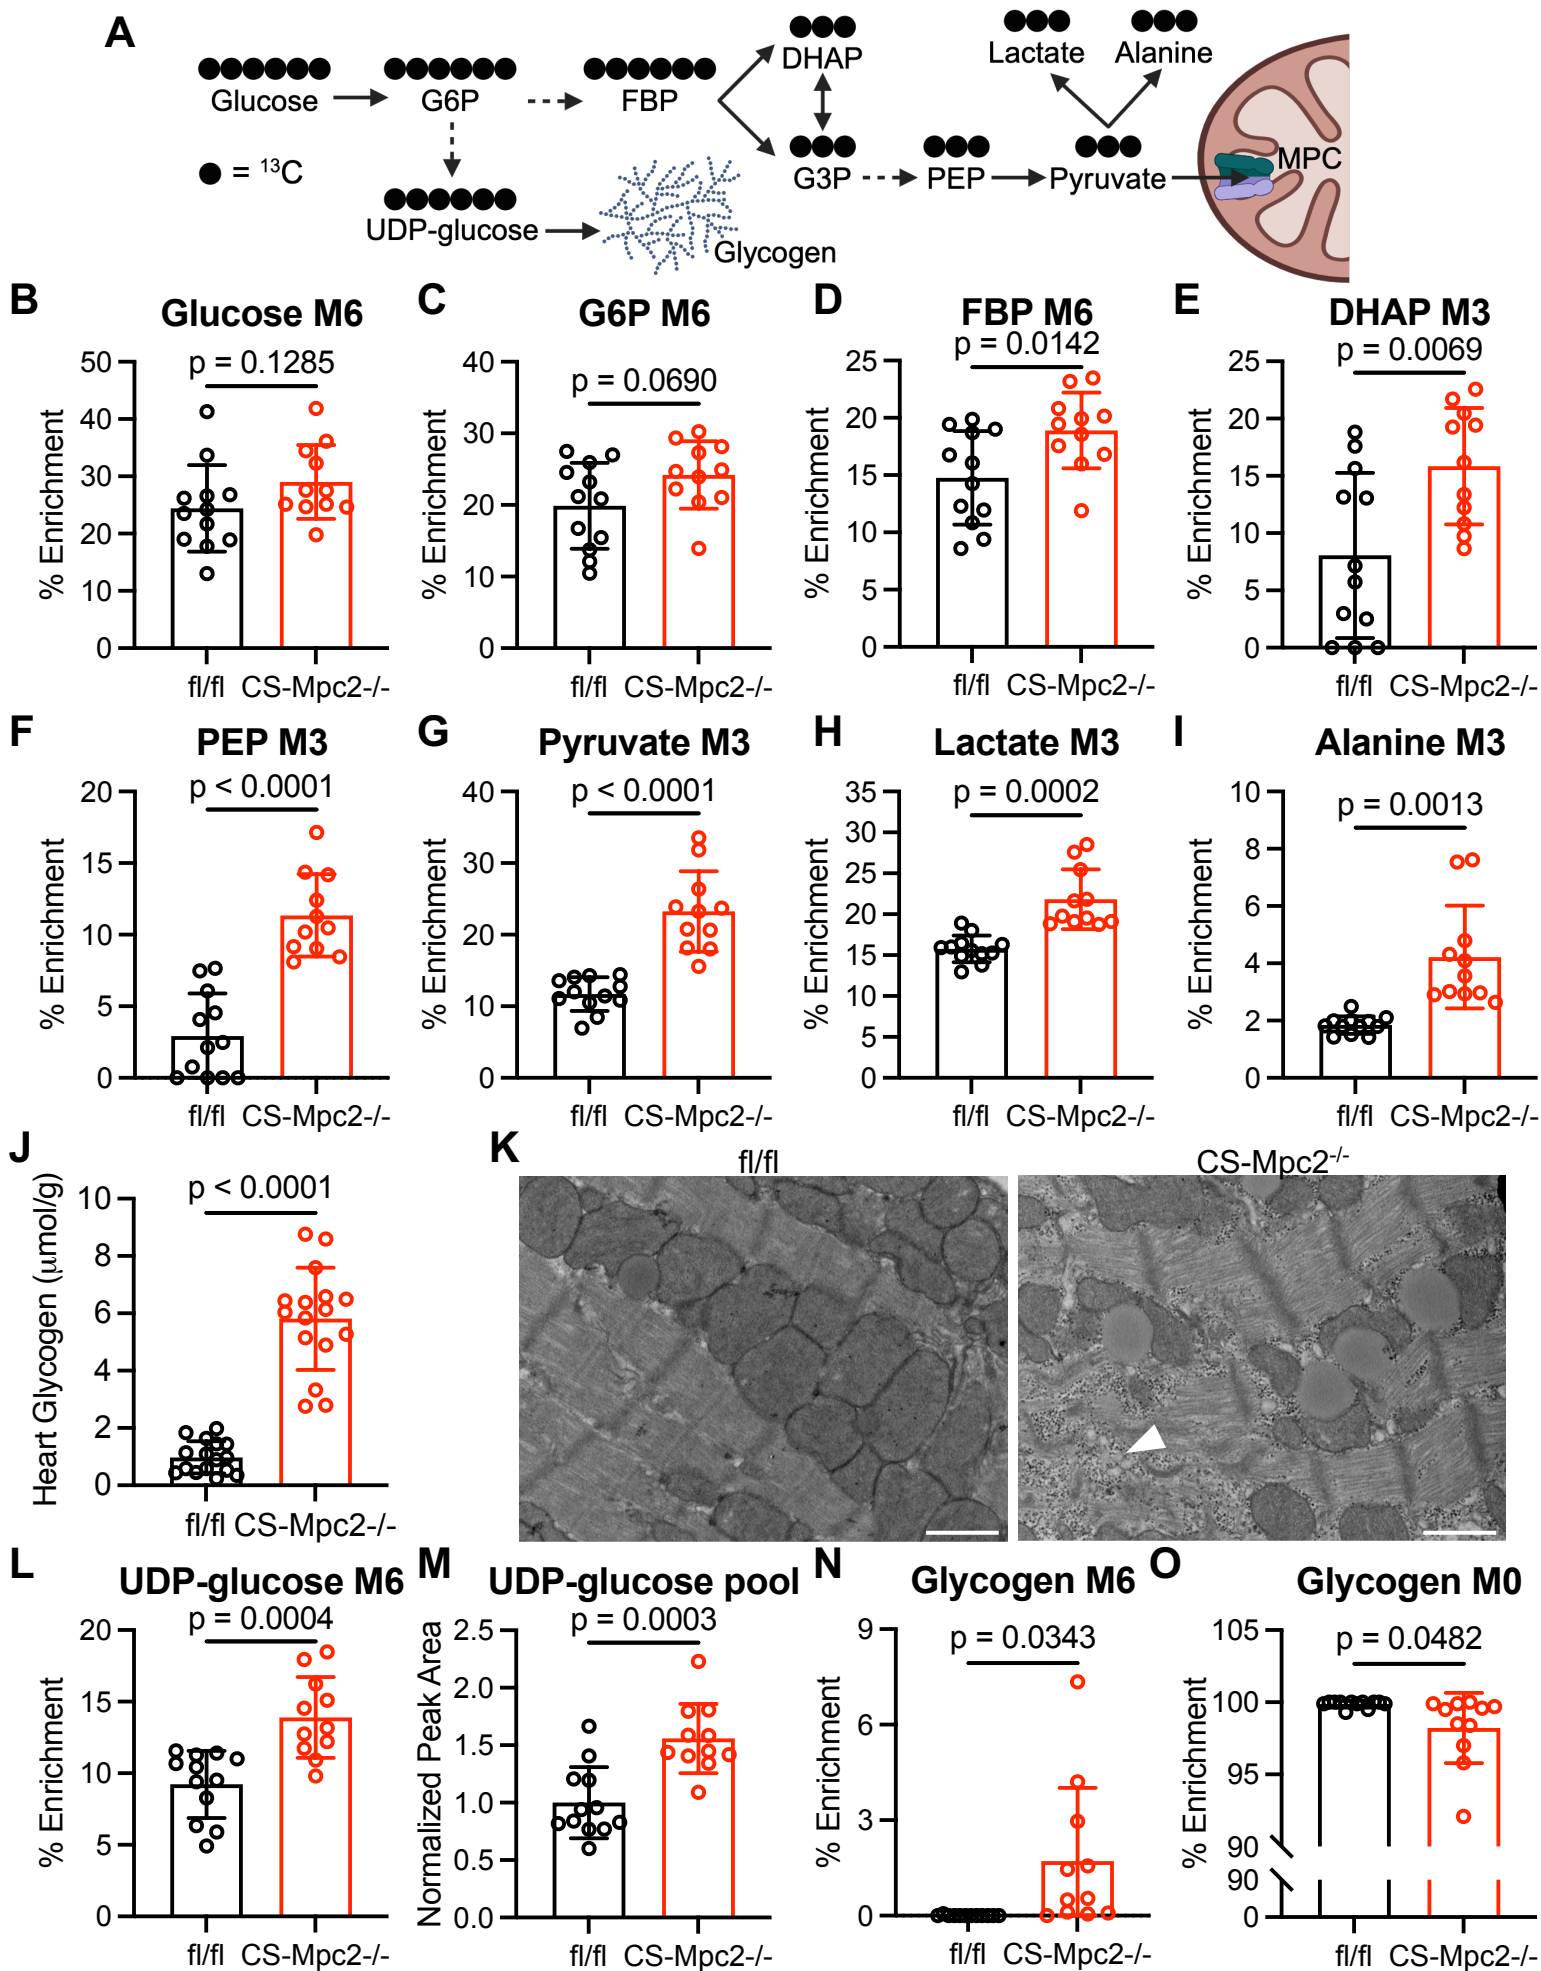 A
DHAP
Lactate Alanine
Glucose G6P FBP
= ¹³C
G3P PEP Pyruvate MPC
UDP-glucose
Glycogen
B Glucose M6
p = 0.1285
% Enrichment
50
40
30
20
10
0
fl/fl CS-Mpc2-/-
C G6P M6
p = 0.0690
% Enrichment
40
30
20
10
0
fl/fl CS-Mpc2-/-
D FBP M6
p = 0.0142
% Enrichment
25
20
15
10
5
0
fl/fl CS-Mpc2-/-
E DHAP M3
p = 0.0069
% Enrichment
25
20
15
10
5
0
fl/fl CS-Mpc2-/-
F PEP M3
p < 0.0001
% Enrichment
20
15
10
5
0
fl/fl CS-Mpc2-/-
G Pyruvate M3
p < 0.0001
% Enrichment
40
30
20
10
0
fl/fl CS-Mpc2-/-
H Lactate M3
p = 0.0002
% Enrichment
35
30
25
20
15
10
5
0
fl/fl CS-Mpc2-/-
I Alanine M3
p = 0.0013
% Enrichment
10
8
6
4
2
0
fl/fl CS-Mpc2-/-
J
p < 0.0001
Heart Glycogen (μmol/g)
10
8
6
4
2
0
fl/fl CS-Mpc2-/-
K
fl/fl
CS-Mpc2⁻/⁻
L UDP-glucose M6
p = 0.0004
% Enrichment
20
15
10
5
0
fl/fl CS-Mpc2-/-
M UDP-glucose pool
p = 0.0003
Normalized Peak Area
2.5
2.0
1.5
1.0
0.5
0.0
fl/fl CS-Mpc2-/-
N Glycogen M6
p = 0.0343
% Enrichment
9
6
3
0
fl/fl CS-Mpc2-/-
O Glycogen M0
p = 0.0482
% Enrichment
105
100
95
90
90
0
fl/fl CS-Mpc2-/-